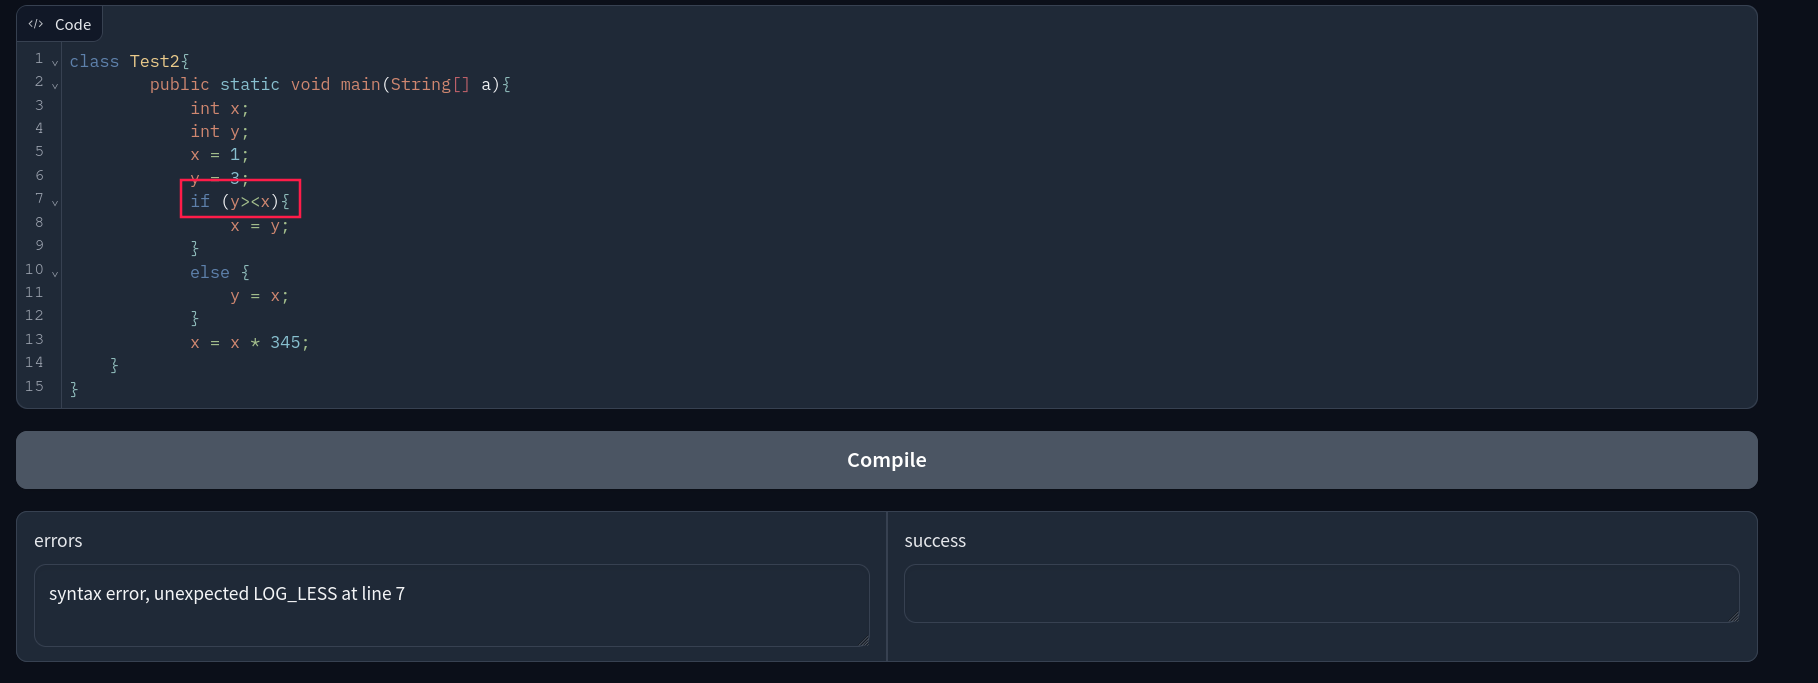 </> Code
1 class Test2{
2 public static void main(String[] a){
3 int x;
4 int y;
5 x = 1;
6 y = 3;
7 if (y><x){
8 x = y;
9 }
10 else {
11 y = x;
12 }
13 x = x * 345;
14 }
15 }
Compile
errors
syntax error, unexpected LOG_LESS at line 7
success